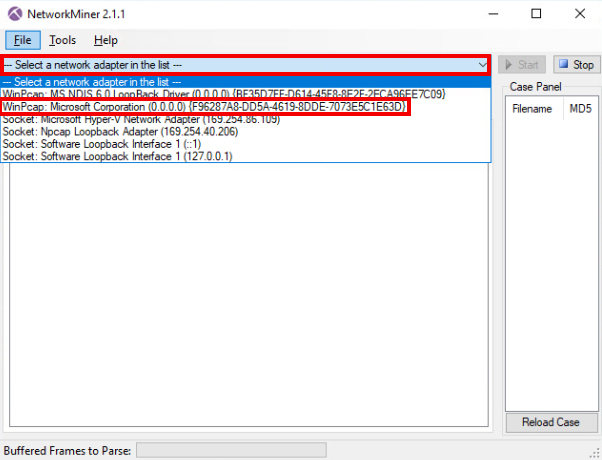 NetworkMiner 2.1.1
File Tools Help
--- Select a network adapter in the list ---
Start Stop
--- Select a network adapter in the list ---
WinPcap: MS NDIS 6.0 LoopBack Driver (0.0.0.0) {BF35D7FF-D614-45F8-8F2F-2ECA96EE7C09}
WinPcap: Microsoft Corporation (0.0.0.0) {F96287A8-DD5A-4619-8DDE-7073E5C1E63D}
Socket: Microsoft Hyper-V Network Adapter (169.254.86.109)
Socket: Npcap Loopback Adapter (169.254.40.206)
Socket: Software Loopback Interface 1 (::1)
Socket: Software Loopback Interface 1 (127.0.0.1)
Case Panel
Filename MD5
Reload Case
Buffered Frames to Parse: